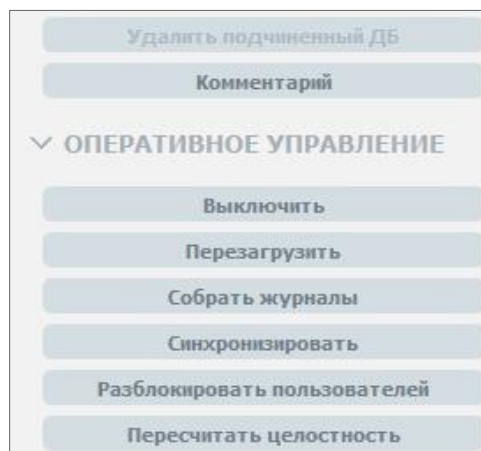 Удалить подчиненный ДБ
Комментарий
ОПЕРАТИВНОЕ УПРАВЛЕНИЕ
Выключить
Перезагрузить
Собрать журналы
Синхронизировать
Разблокировать пользователей
Пересчитать целостность